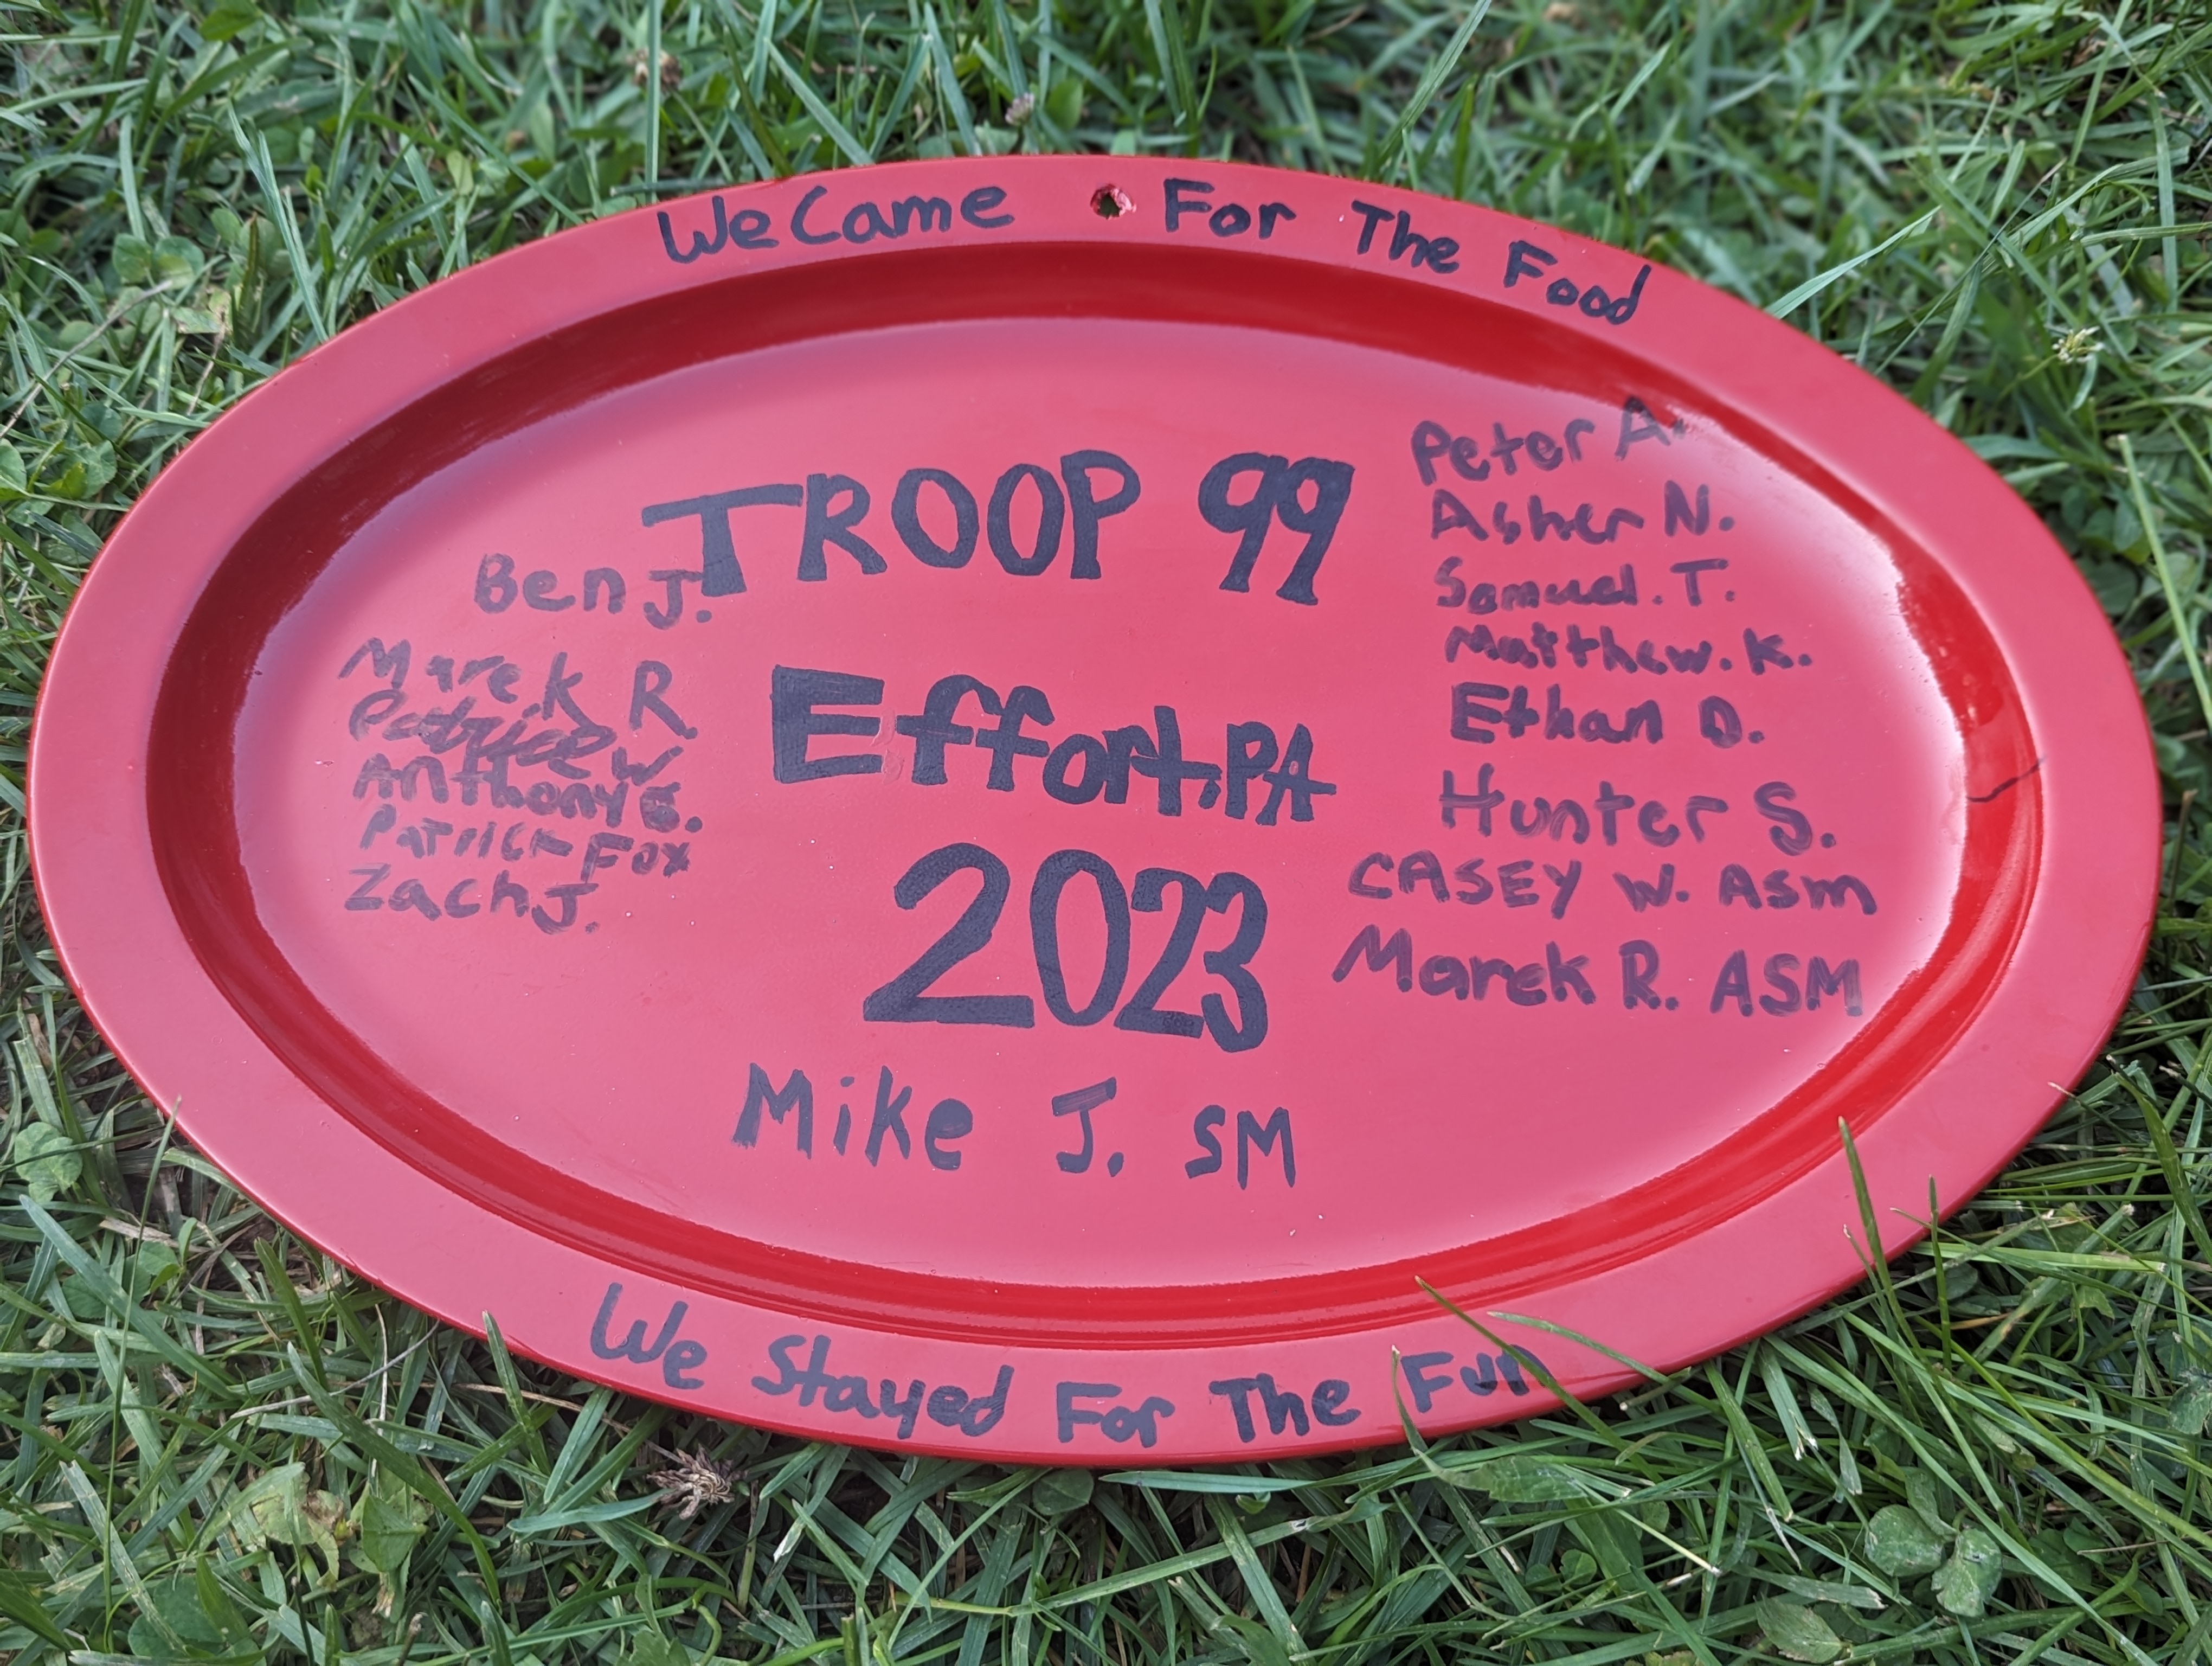 We Came For The Food
TROOP 99
Effort, PA
2023
Mike J. SM
Ben J.
Marek R.
Patrick W
Anthony G.
Patrick Fox
Zach J.
Peter A.
Asher N.
Samuel. T.
Matthew. K.
Ethan D.
Hunter S.
CASEY W. ASM
Marek R. ASM
We Stayed For The Fun